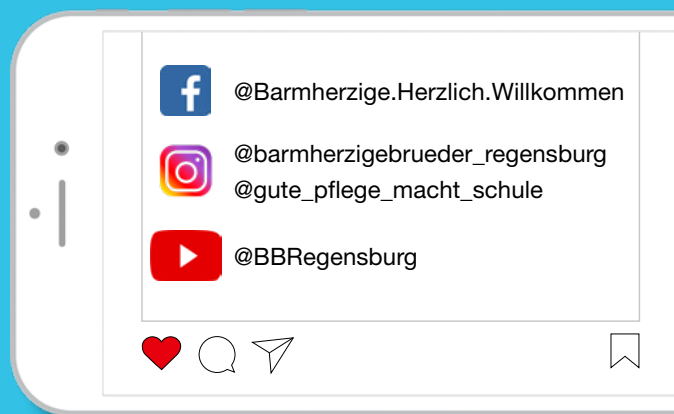 @Barmherzige.Herzlich.Willkommen
@barmherzigebrueder_regensburg
@gute_pflege_macht_schule
@BBRegensburg